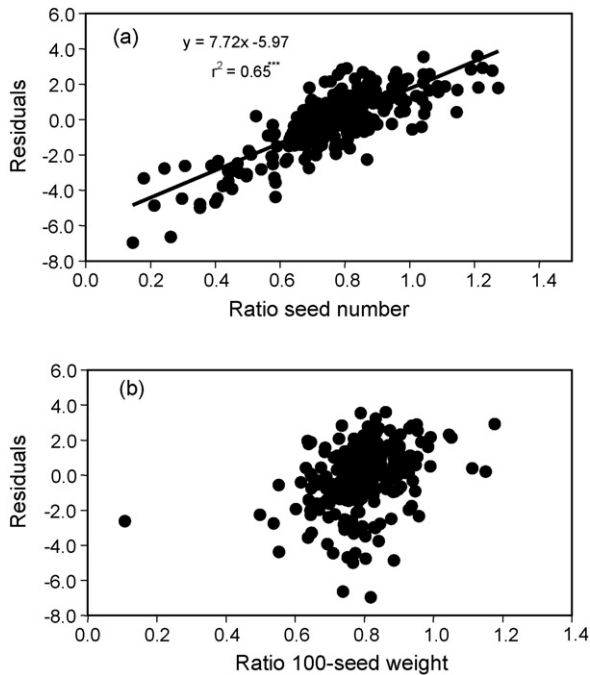 6.0
(a)
y = 7.72x -5.97
r² = 0.65***
4.0
2.0
0.0
-2.0
-4.0
-6.0
-8.0
Residuals
0.0 0.2 0.4 0.6 0.8 1.0 1.2 1.4
Ratio seed number
6.0
(b)
4.0
2.0
0.0
-2.0
-4.0
-6.0
-8.0
Residuals
0.0 0.2 0.4 0.6 0.8 1.0 1.2 1.4
Ratio 100-seed weight